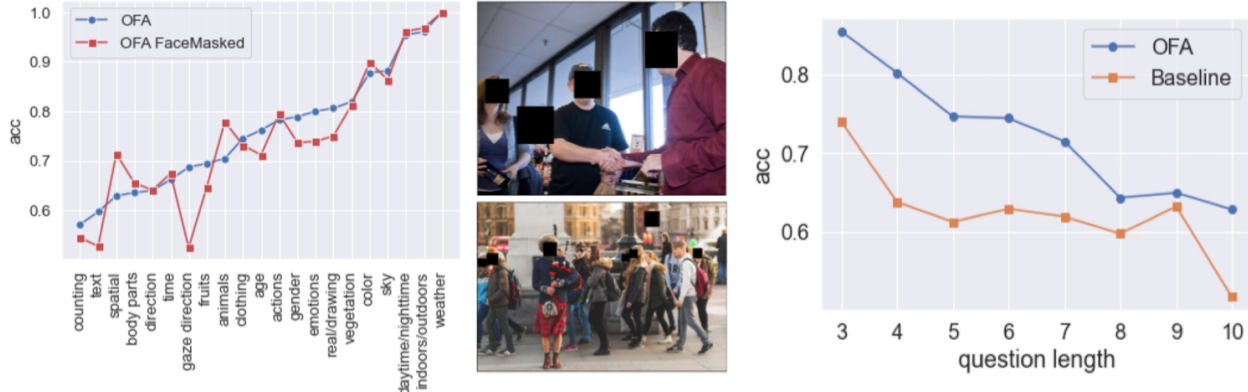 acc
1.0
0.9
0.8
0.7
0.6
OFA
OFA FaceMasked
counting
text
spatial
body parts
direction
time
gaze direction
fruits
animals
clothing
age
actions
gender
emotions
real/drawing
vegetation
color
sky
daytime/nighttime
indoors/outdoors
weather
acc
0.8
0.7
0.6
OFA
Baseline
3 4 5 6 7 8 9 10
question length